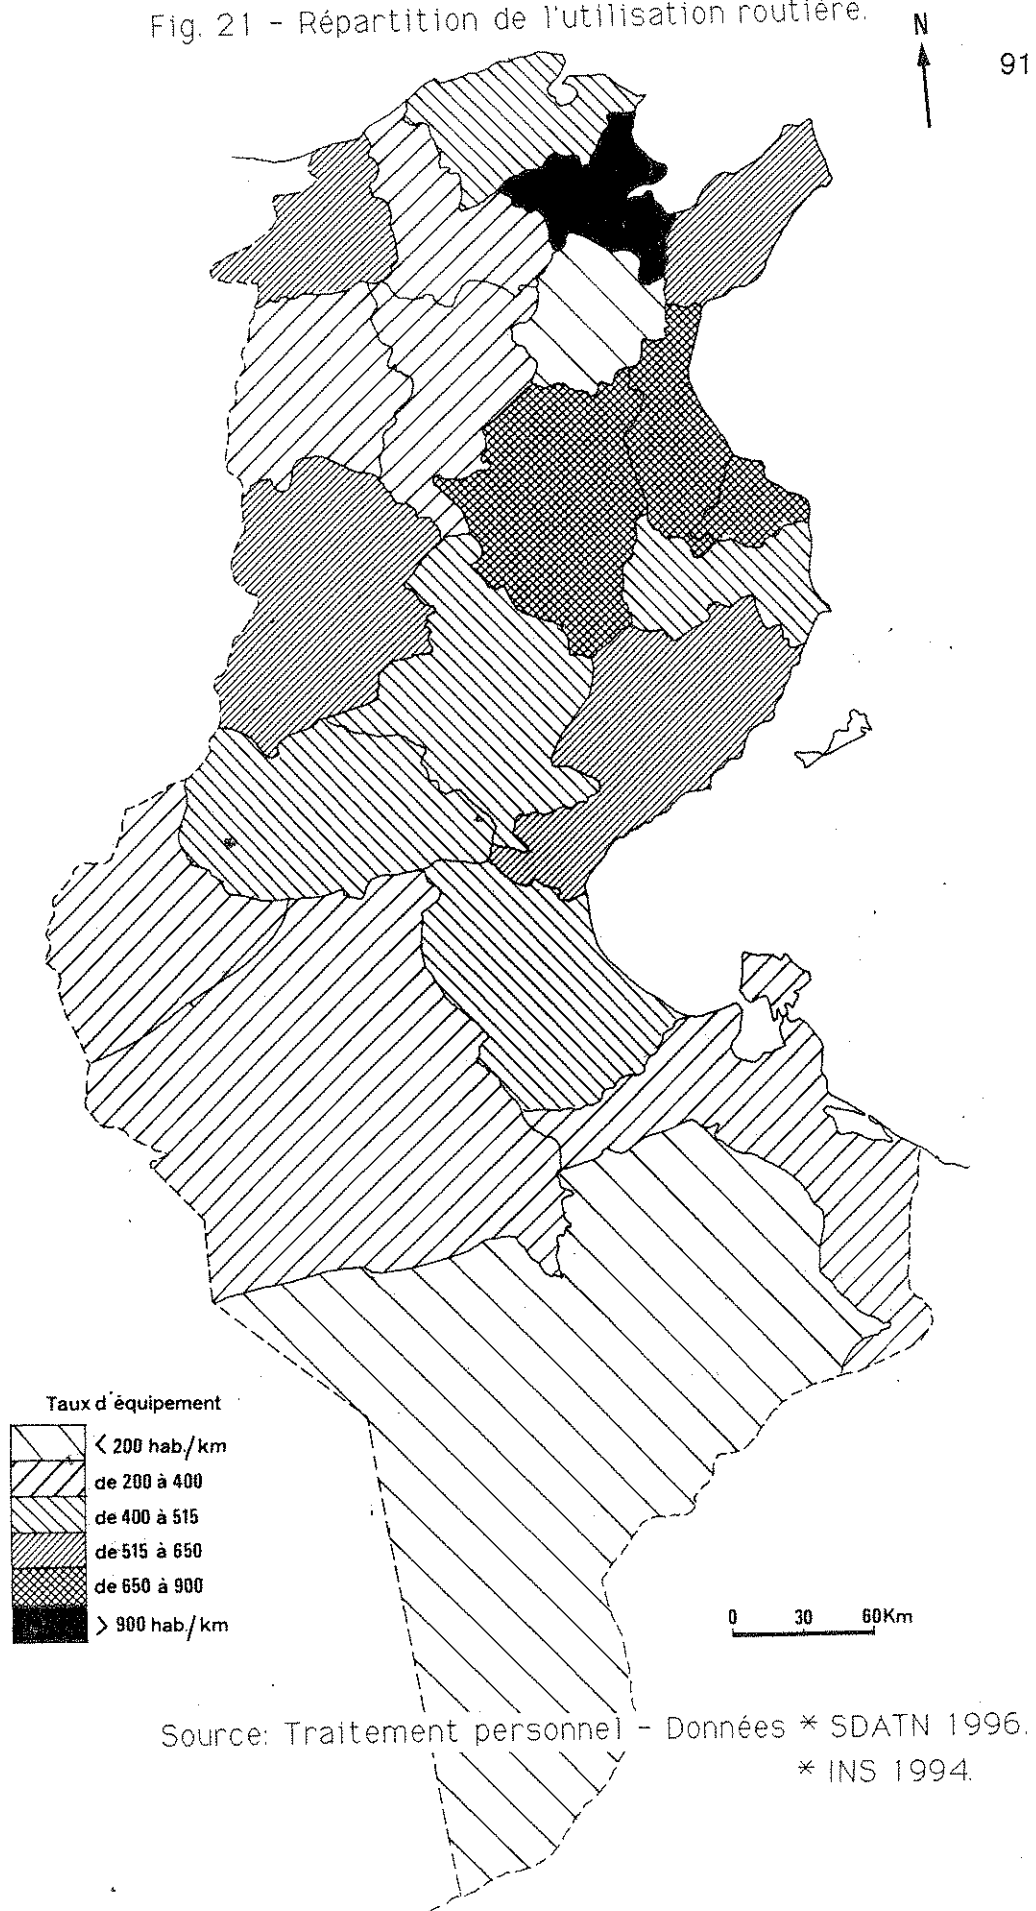 Fig. 21 - Répartition de l'utilisation routière.
N
91
Taux d'équipement
< 200 hab./km
de 200 à 400
de 400 à 515
de 515 à 650
de 650 à 900
> 900 hab./km
0 30 60Km
Source: Traitement personnel - Données * SDATN 1996.
* INS 1994.